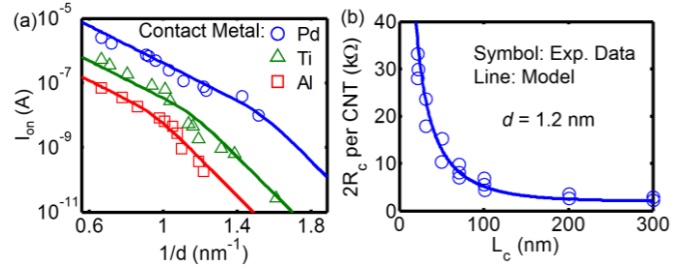 (a)
Contact Metal:
Pd
Ti
Al
I_on (A)
10⁻⁵
10⁻⁷
10⁻⁹
10⁻¹¹
0.6 1 1.4 1.8
1/d (nm⁻¹)
(b)
Symbol: Exp. Data
Line: Model
d = 1.2 nm
2R_c per CNT (kΩ)
40
30
20
10
0
0 100 200 300
L_c (nm)